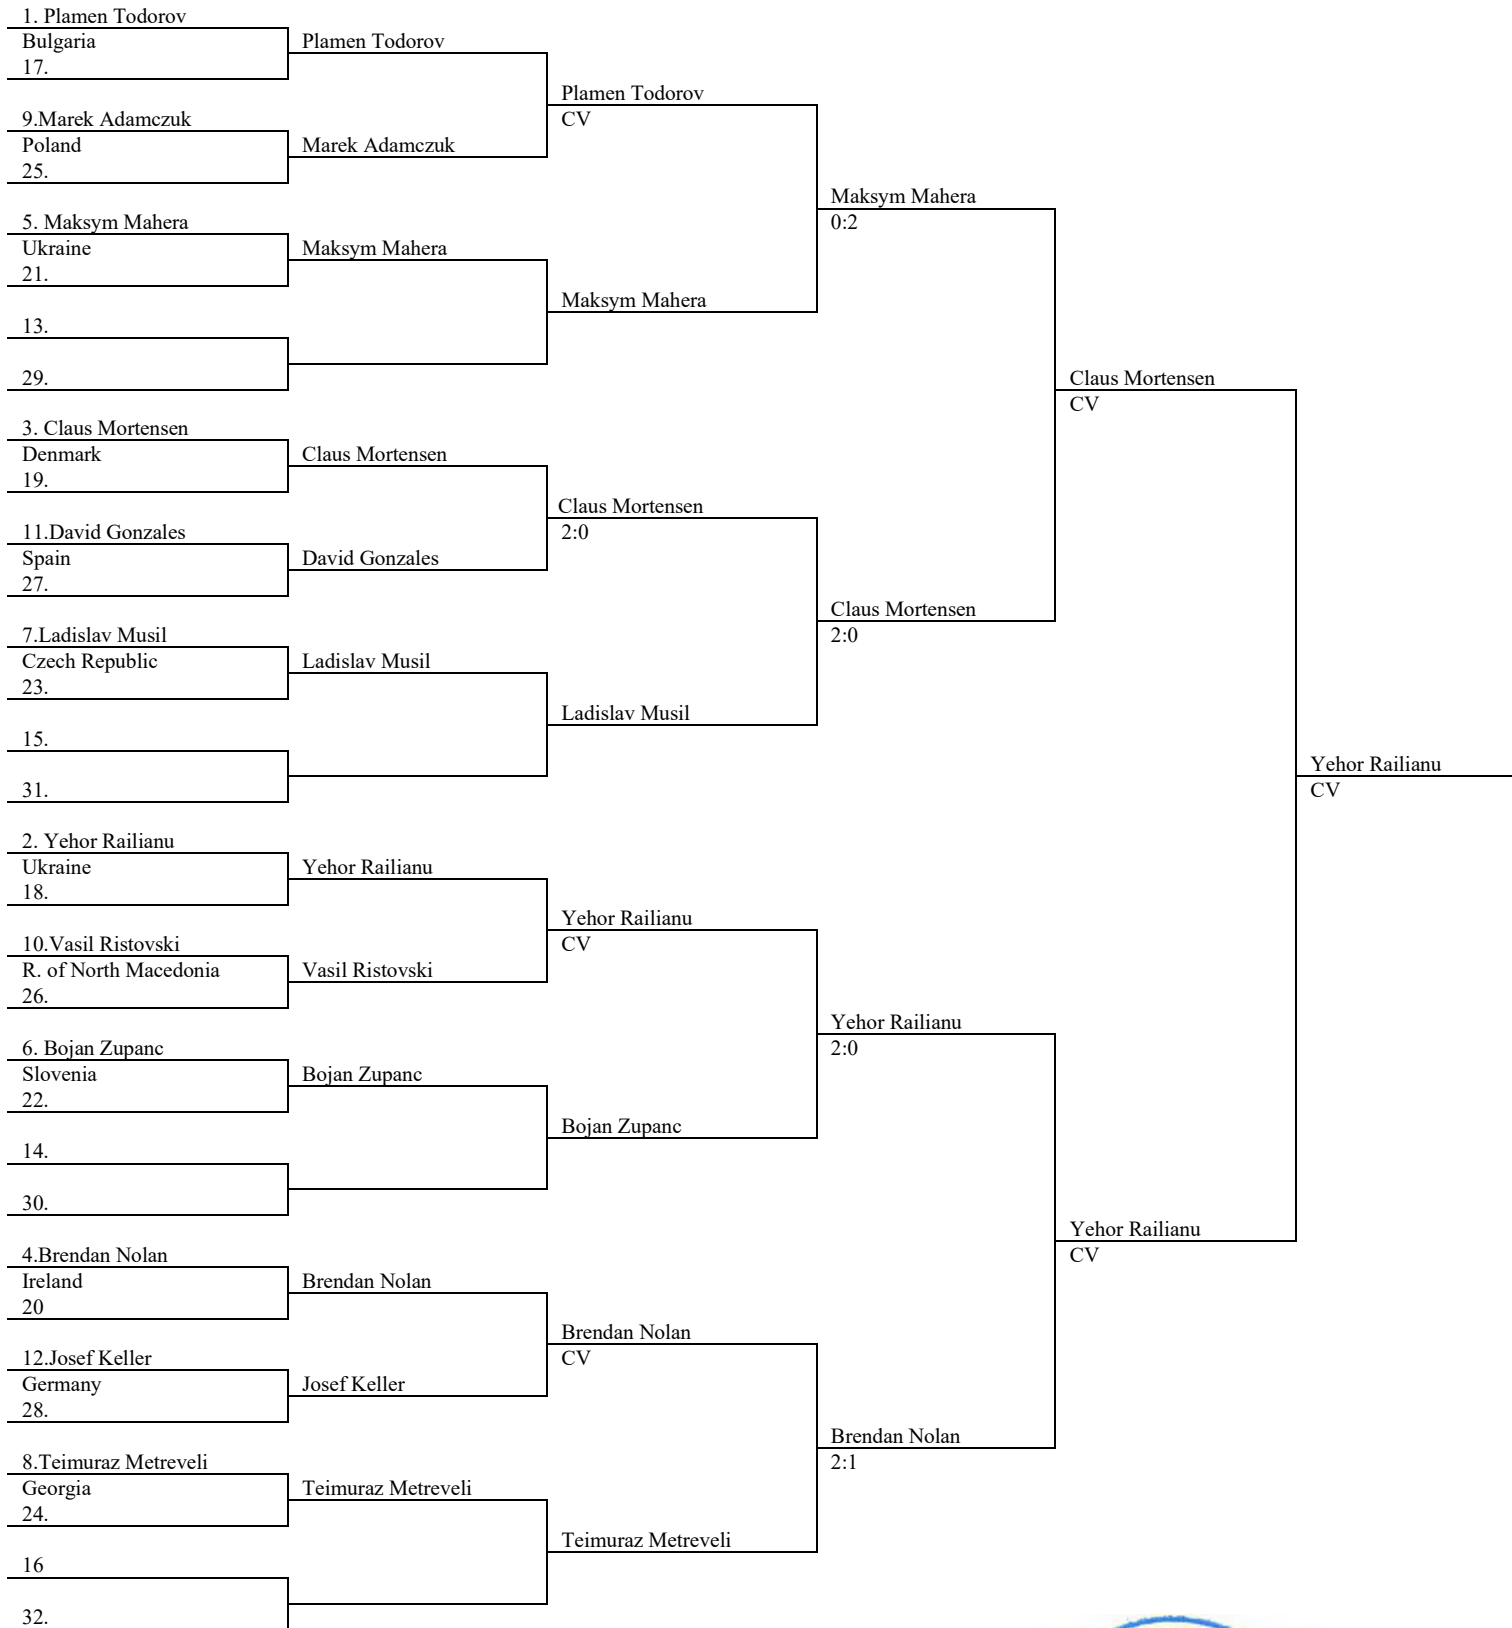 1. Plamen Todorov
Bulgaria
17.
9.Marek Adamczuk
Poland
25.
5. Maksym Mahera
Ukraine
21.
13.
29.
3. Claus Mortensen
Denmark
19.
11.David Gonzales
Spain
27.
7.Ladislav Musil
Czech Republic
23.
15.
31.
2. Yehor Railianu
Ukraine
18.
10.Vasil Ristovski
R. of North Macedonia
26.
6. Bojan Zupanc
Slovenia
22.
14.
30.
4.Brendan Nolan
Ireland
20
12.Josef Keller
Germany
28.
8.Teimuraz Metreveli
Georgia
24.
16
32.
Plamen Todorov
Marek Adamczuk
Maksym Mahera
Claus Mortensen
David Gonzales
Ladislav Musil
Yehor Railianu
Vasil Ristovski
Bojan Zupanc
Brendan Nolan
Josef Keller
Teimuraz Metreveli
Plamen Todorov
CV
Maksym Mahera
Claus Mortensen
2:0
Ladislav Musil
Yehor Railianu
CV
Bojan Zupanc
Brendan Nolan
CV
Teimuraz Metreveli
Maksym Mahera
0:2
Claus Mortensen
2:0
Yehor Railianu
2:0
Brendan Nolan
2:1
Claus Mortensen
CV
Yehor Railianu
CV
Yehor Railianu
CV